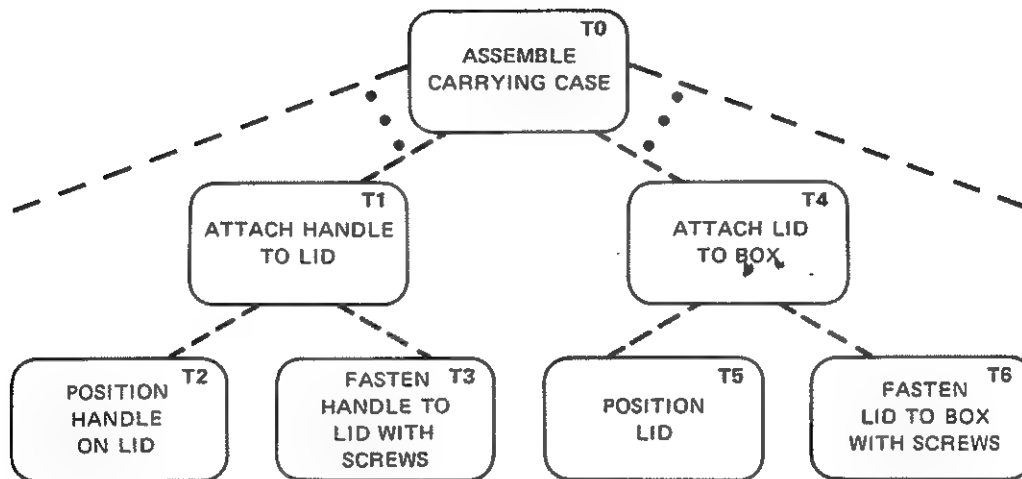 T0
ASSEMBLE
CARRYING CASE
T1
ATTACH HANDLE
TO LID
T4
ATTACH LID
TO BOX
T2
POSITION
HANDLE
ON LID
T3
FASTEN
HANDLE TO
LID WITH
SCREWS
T5
POSITION
LID
T6
FASTEN
LID TO BOX
WITH SCREWS